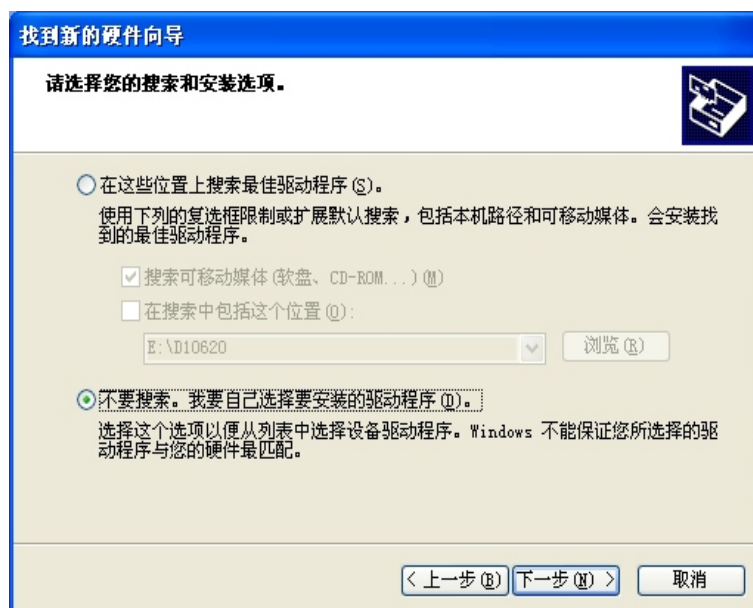 找到新的硬件向导
请选择您的搜索和安装选项。
在这些位置上搜索最佳驱动程序(S)。
使用下列的复选框限制或扩展默认搜索，包括本机路径和可移动媒体。会安装找
到的最佳驱动程序。
搜索可移动媒体(软盘、CD-ROM...)(M)
在搜索中包括这个位置(O):
E:\D10620
浏览(R)
不要搜索。我要自己选择要安装的驱动程序(D)。
选择这个选项以便从列表中选择设备驱动程序。Windows 不能保证您所选择的驱
动程序与您的硬件最匹配。
< 上一步(B) 下一步(N) > 取消